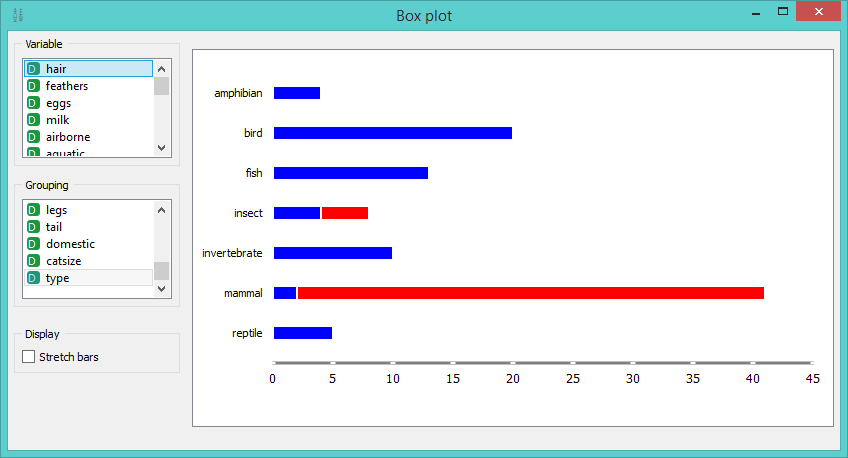 Box plot
Variable
D hair
D feathers
D eggs
D milk
D airborne
D aquatic
Grouping
D legs
D tail
D domestic
D catsize
D type
Display
Stretch bars
amphibian
bird
fish
insect
invertebrate
mammal
reptile
0 5 10 15 20 25 30 35 40 45